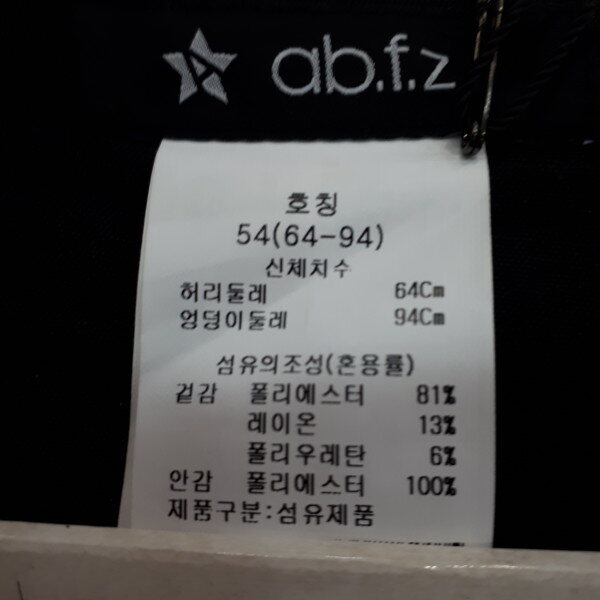 ab.f.z
호칭
54(64-94)
신체치수
허리둘레 64Cm
엉덩이둘레 94Cm
섬유의조성(혼용률)
겉감 폴리에스터 81%
레이온 13%
폴리우레탄 6%
안감 폴리에스터 100%
제품구분:섬유제품